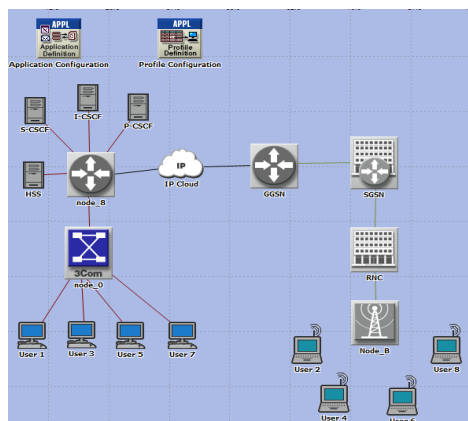 APPL
Application
Definition
Application Configuration
APPL
Profile
Definition
Profile Configuration
I-CSCF
S-CSCF
P-CSCF
HSS
node_8
IP
IP Cloud
GGSN
SGSN
3Com
node_0
RNC
Node_B
User 1
User 3
User 5
User 7
User 2
User 8
User 4